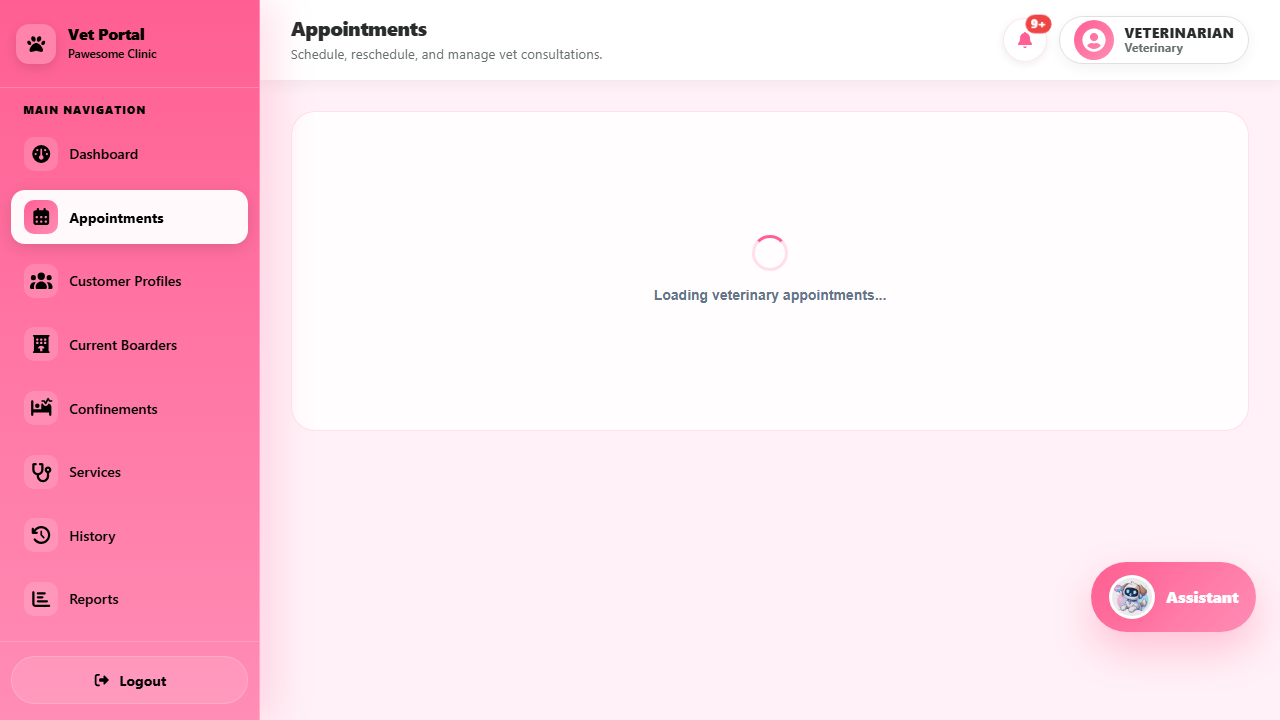 Vet Portal
Pawesome Clinic
MAIN NAVIGATION
Dashboard
Appointments
Customer Profiles
Current Boarders
Confinements
Services
History
Reports
Logout
Appointments
Schedule, reschedule, and manage vet consultations.
9+
VETERINARIAN
Veterinary
Loading veterinary appointments...
Assistant